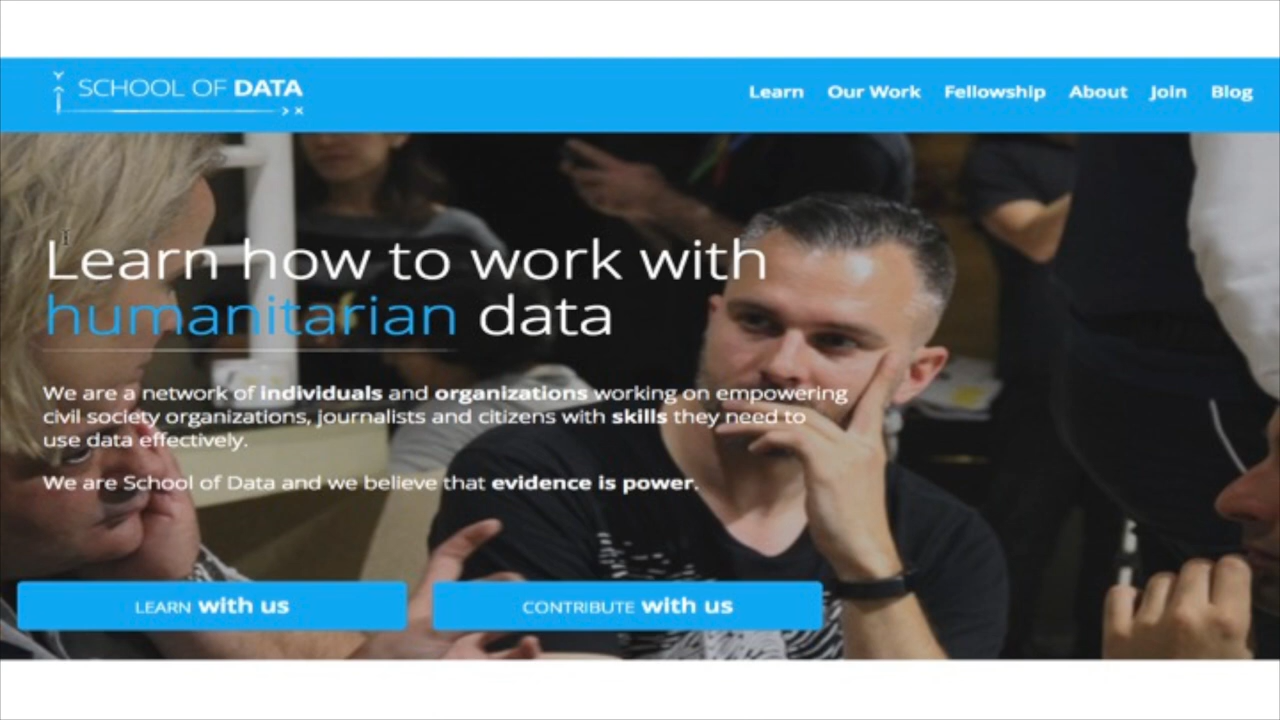 SCHOOL OF DATA
Learn Our Work Fellowship About Join Blog
Learn how to work with
humanitarian data
We are a network of individuals and organizations working on empowering
civil society organizations, journalists and citizens with skills they need to
use data effectively.
We are School of Data and we believe that evidence is power.
LEARN with us
CONTRIBUTE with us